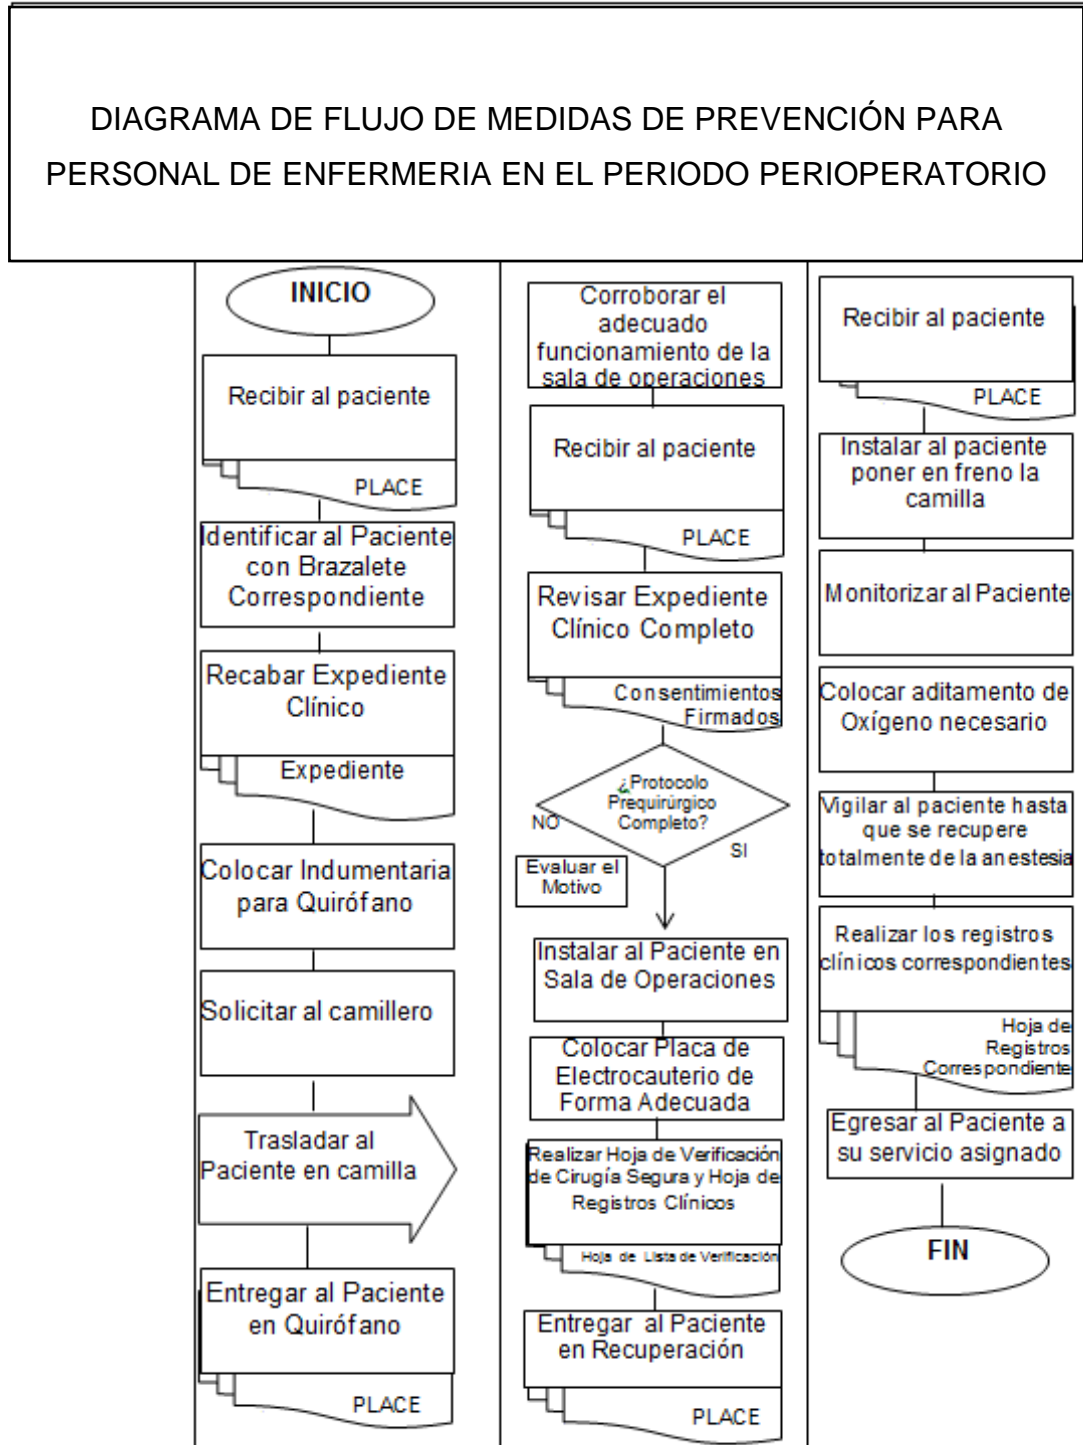 DIAGRAMA DE FLUJO DE MEDIDAS DE PREVENCIÓN PARA
PERSONAL DE ENFERMERIA EN EL PERIODO PERIOPERATORIO
INICIO
Recibir al paciente
PLACE
Identificar al Paciente
con Brazalete
Correspondiente
Recabar Expediente
Clínico
Expediente
Colocar Indumentaria
para Quirófano
Solicitar al camillero
Trasladar al
Paciente en camilla
Entregar al Paciente
en Quirófano
PLACE
Corroborar el
adecuado
funcionamiento de la
sala de operaciones
Recibir al paciente
PLACE
Revisar Expediente
Clínico Completo
Consentimientos
Firmados
¿Protocolo
Prequirúrgico
Completo?
NO
SI
Evaluar el
Motivo
Instalar al Paciente en
Sala de Operaciones
Colocar Placa de
Electrocauterio de
Forma Adecuada
Realizar Hoja de Verificación
de Cirugía Segura y Hoja de
Registros Clínicos
Hoja de Lista de Verificación
Entregar al Paciente
en Recuperación
PLACE
Recibir al paciente
PLACE
Instalar al paciente
poner en freno la
camilla
Monitorizar al Paciente
Colocar aditamento de
Oxígeno necesario
Vigilar al paciente hasta
que se recupere
totalmente de la anestesia
Realizar los registros
clínicos correspondientes
Hoja de
Registros
Correspondiente
Egresar al Paciente a
su servicio asignado
FIN